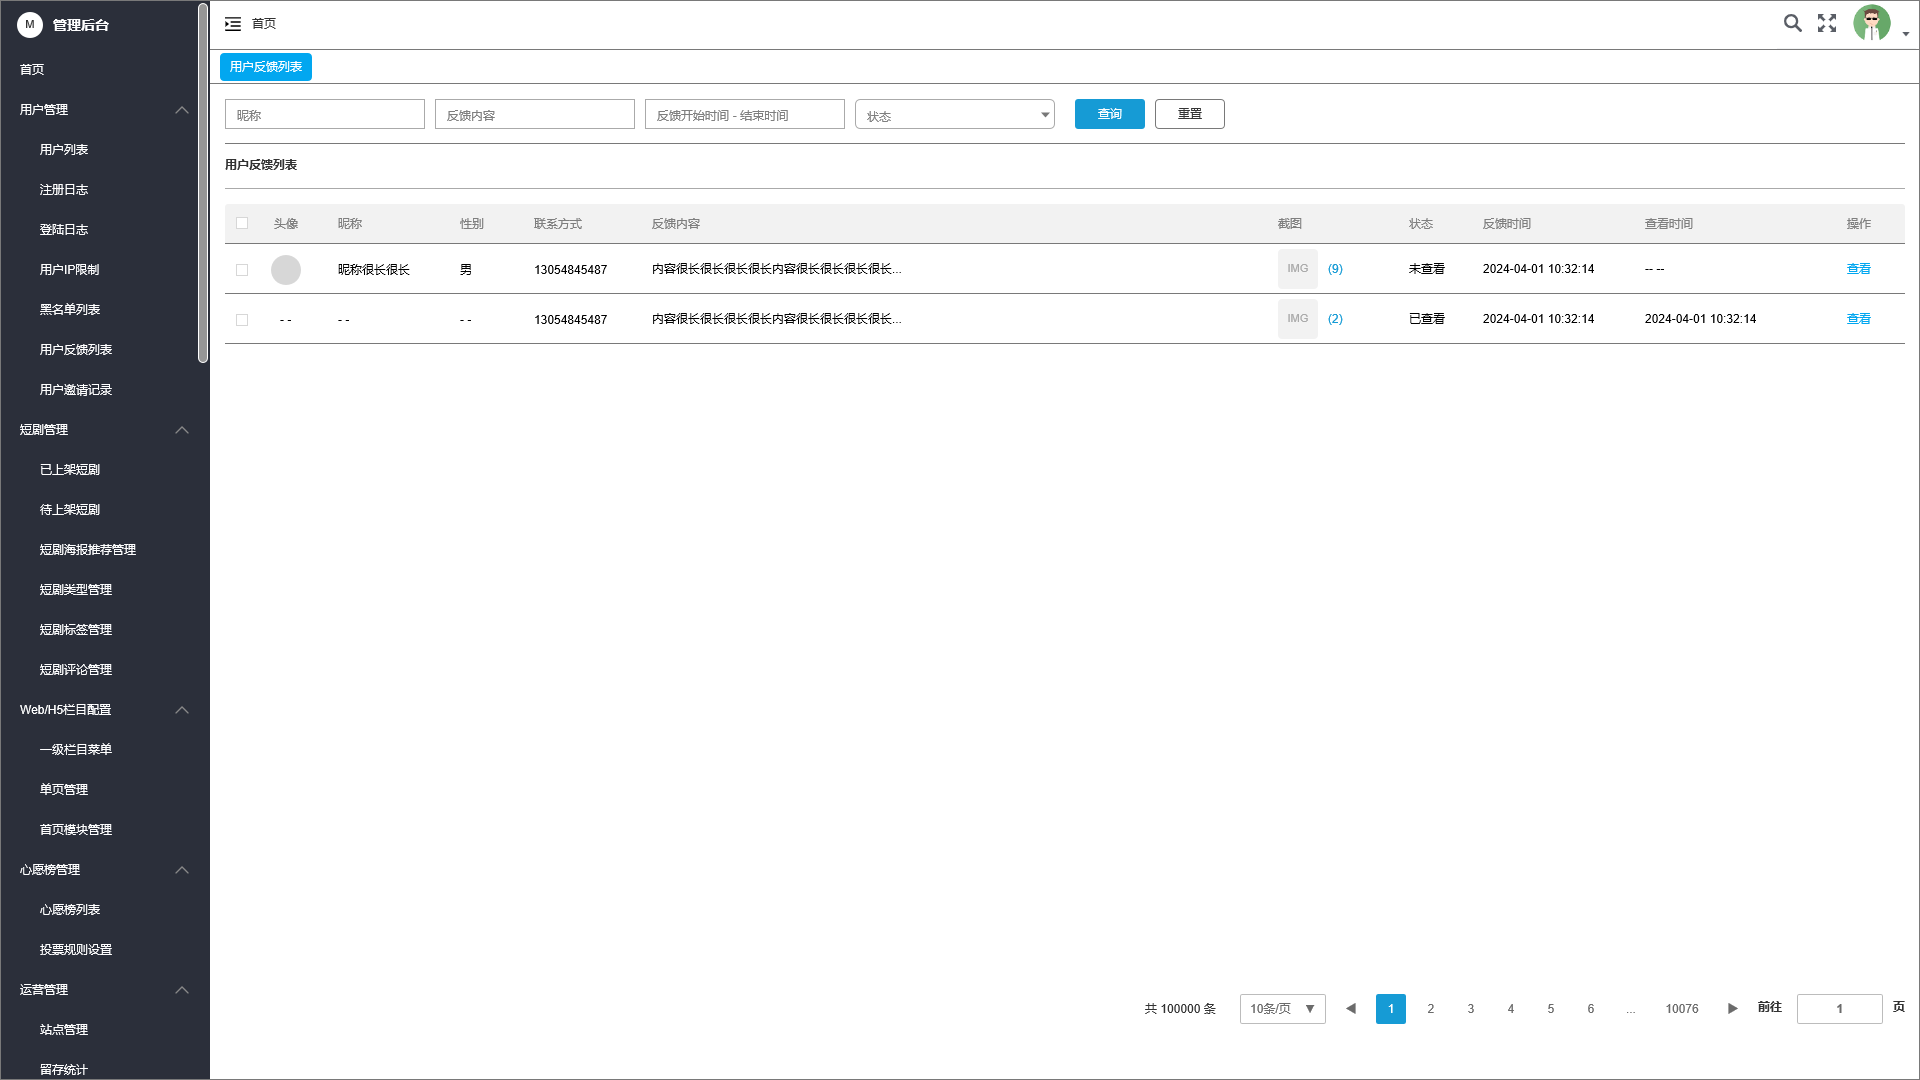 M 管理后台
首页
用户管理
用户列表
注册日志
登陆日志
用户IP限制
黑名单列表
用户反馈列表
用户邀请记录
短剧管理
已上架短剧
待上架短剧
短剧海报推荐管理
短剧类型管理
短剧标签管理
短剧评论管理
Web/H5栏目配置
一级栏目菜单
单页管理
首页模块管理
心愿榜管理
心愿榜列表
投票规则设置
运营管理
站点管理
留存统计
首页
用户反馈列表
昵称 反馈内容 反馈开始时间 - 结束时间 状态 查询 重置
用户反馈列表
头像 昵称 性别 联系方式 反馈内容 截图 状态 反馈时间 查看时间 操作
昵称很长很长 男 13054845487 内容很长很长很长很长内容很长很长很长很长... IMG (9) 未查看 2024-04-01 10:32:14 -- -- 查看
- - - - - - 13054845487 内容很长很长很长很长内容很长很长很长很长... IMG (2) 已查看 2024-04-01 10:32:14 2024-04-01 10:32:14 查看
共 100000 条 10条/页 1 2 3 4 5 6 ... 10076 前往 1 页